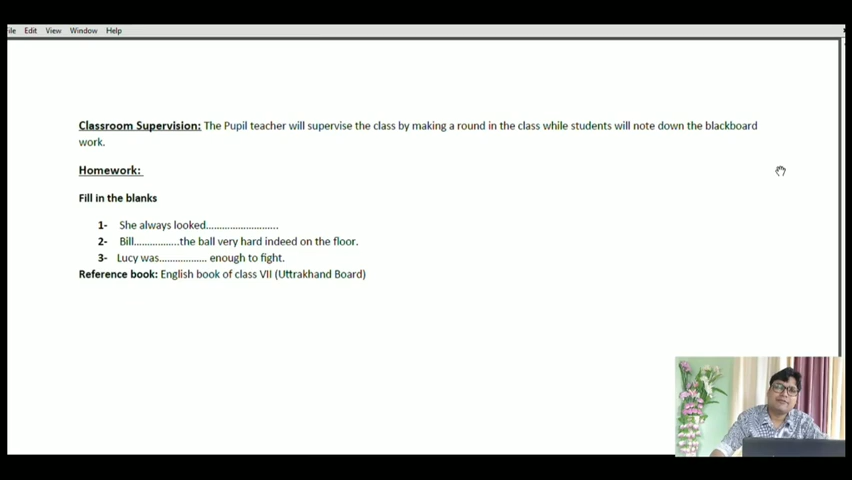 File Edit View Window Help
Classroom Supervision: The Pupil teacher will supervise the class by making a round in the class while students will note down the blackboard
work.
Homework:
Fill in the blanks
1- She always looked...........................
2- Bill.................the ball very hard indeed on the floor.
3- Lucy was.................. enough to fight.
Reference book: English book of class VII (Uttrakhand Board)